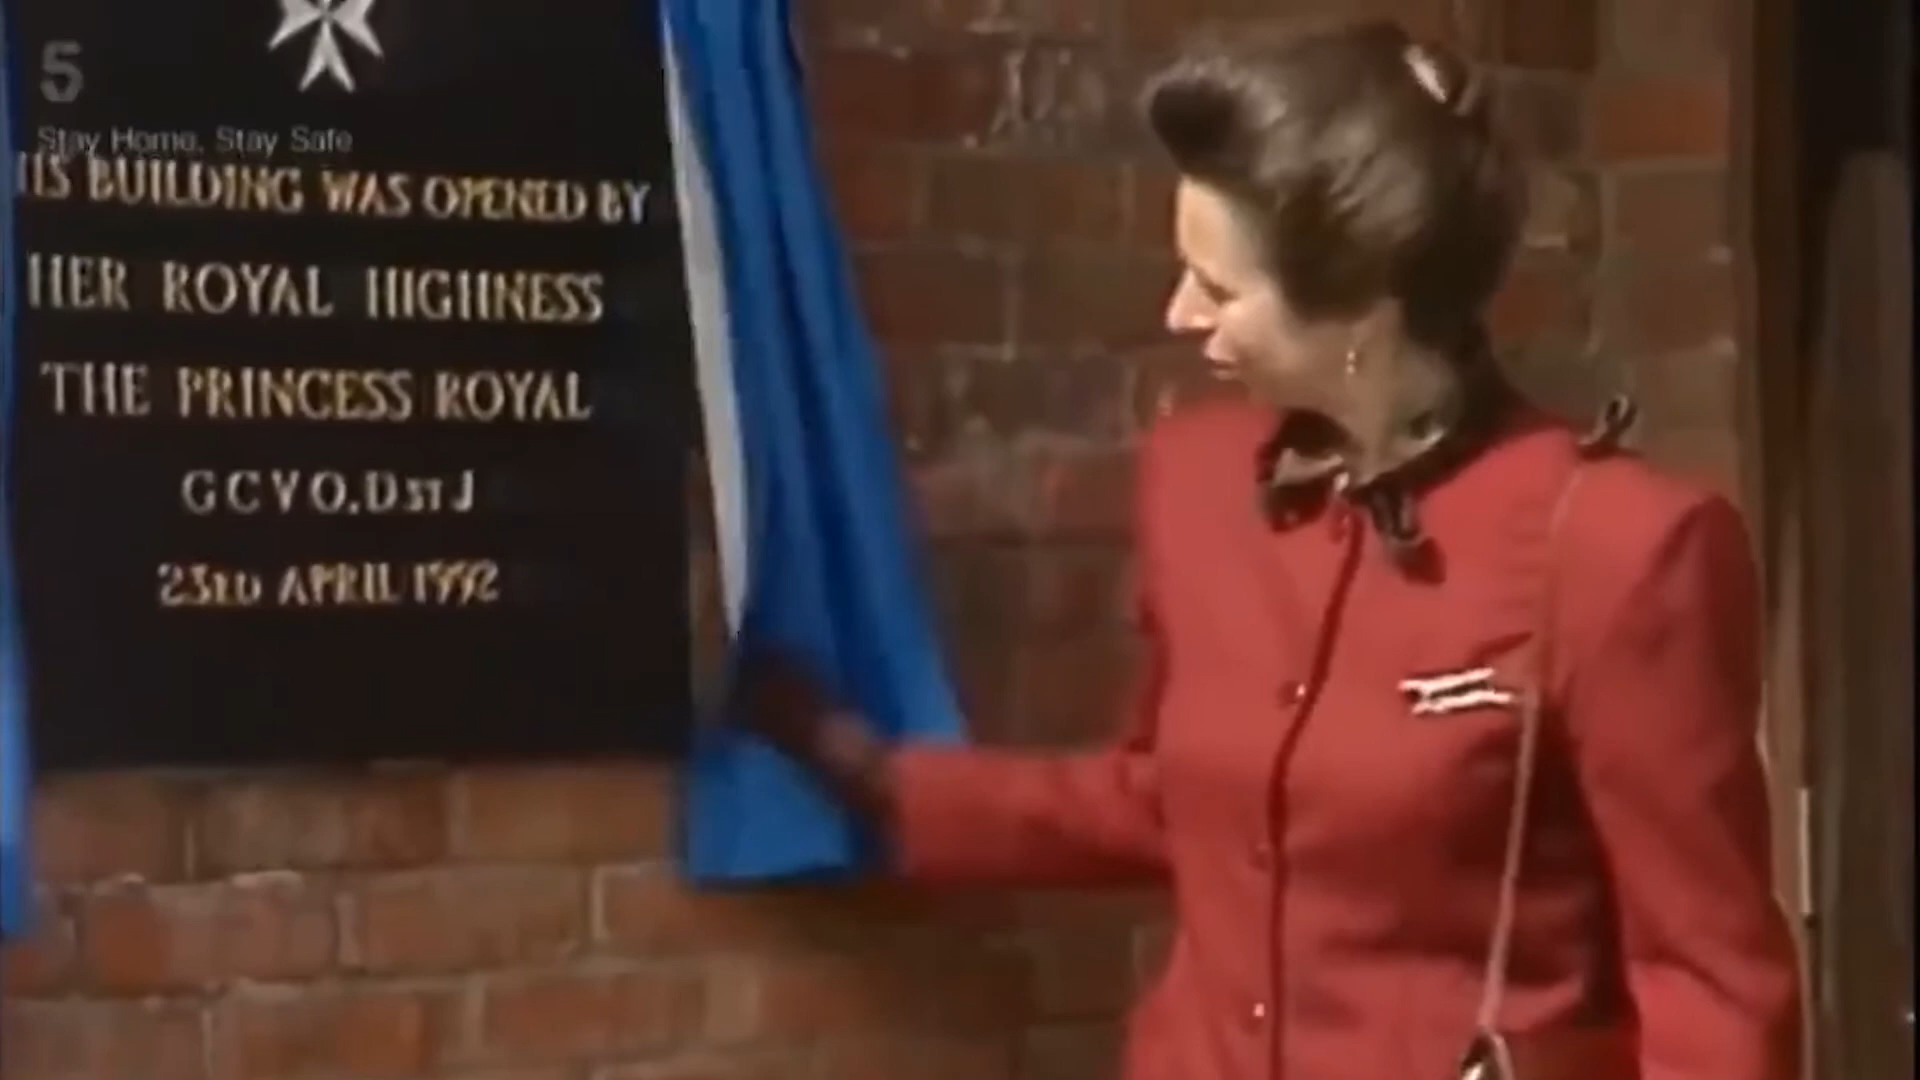 5
Stay Home, Stay Safe
HIS BUILDING WAS OPENED BY
HER ROYAL HIGHNESS
THE PRINCESS ROYAL
GCVO.DSTJ
23RD APRIL 1992